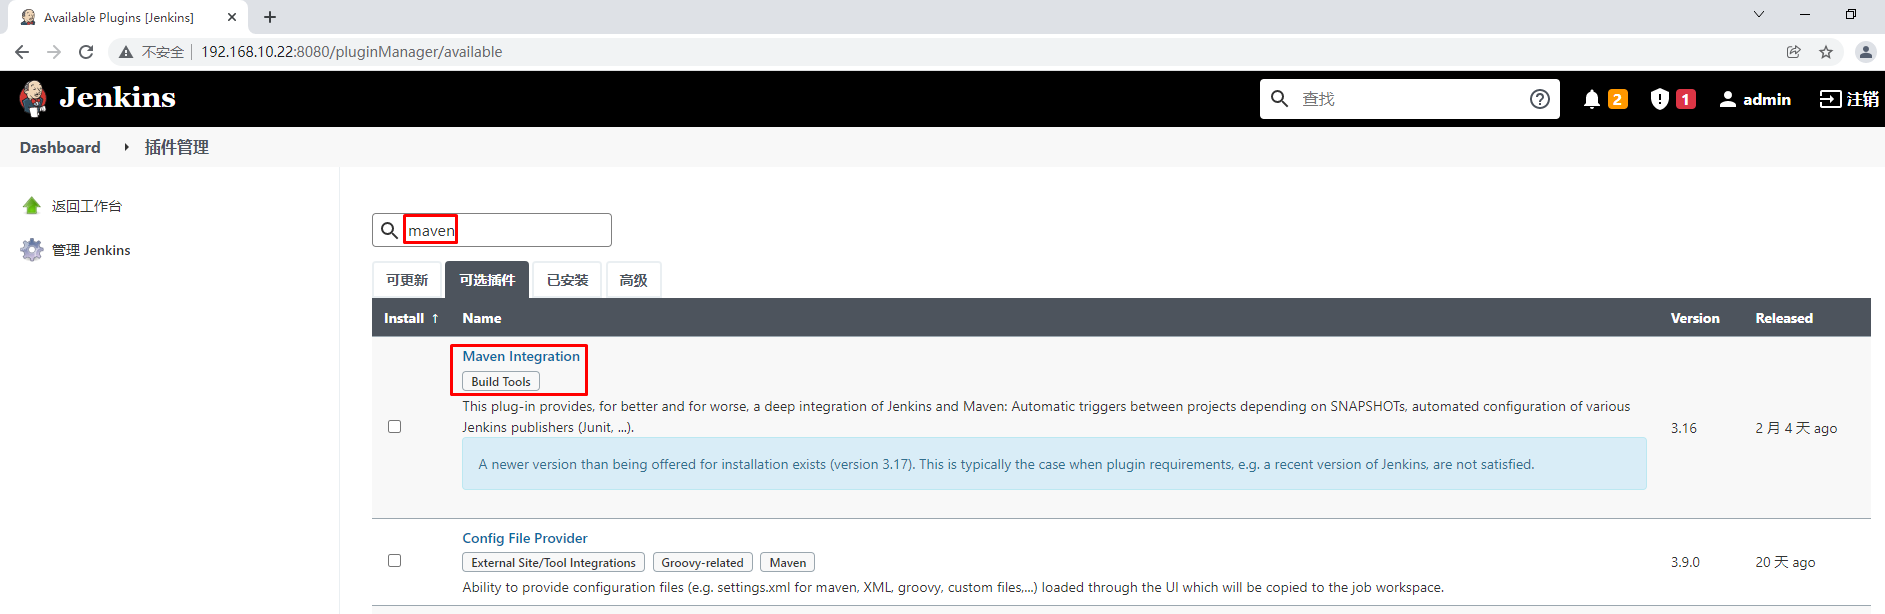 Available Plugins [Jenkins]
不安全 192.168.10.22:8080/pluginManager/available
Jenkins
查找
2
1
admin
注销
Dashboard
插件管理
返回工作台
管理 Jenkins
maven
可更新 可选插件 已安装 高级
Install ↑ Name Version Released
Maven Integration
Build Tools
This plug-in provides, for better and for worse, a deep integration of Jenkins and Maven: Automatic triggers between projects depending on SNAPSHOTs, automated configuration of various
Jenkins publishers (Junit, ...).
3.16 2 月 4 天 ago
A newer version than being offered for installation exists (version 3.17). This is typically the case when plugin requirements, e.g. a recent version of Jenkins, are not satisfied.
Config File Provider
External Site/Tool Integrations Groovy-related Maven
3.9.0 20 天 ago
Ability to provide configuration files (e.g. settings.xml for maven, XML, groovy, custom files,...) loaded through the UI which will be copied to the job workspace.